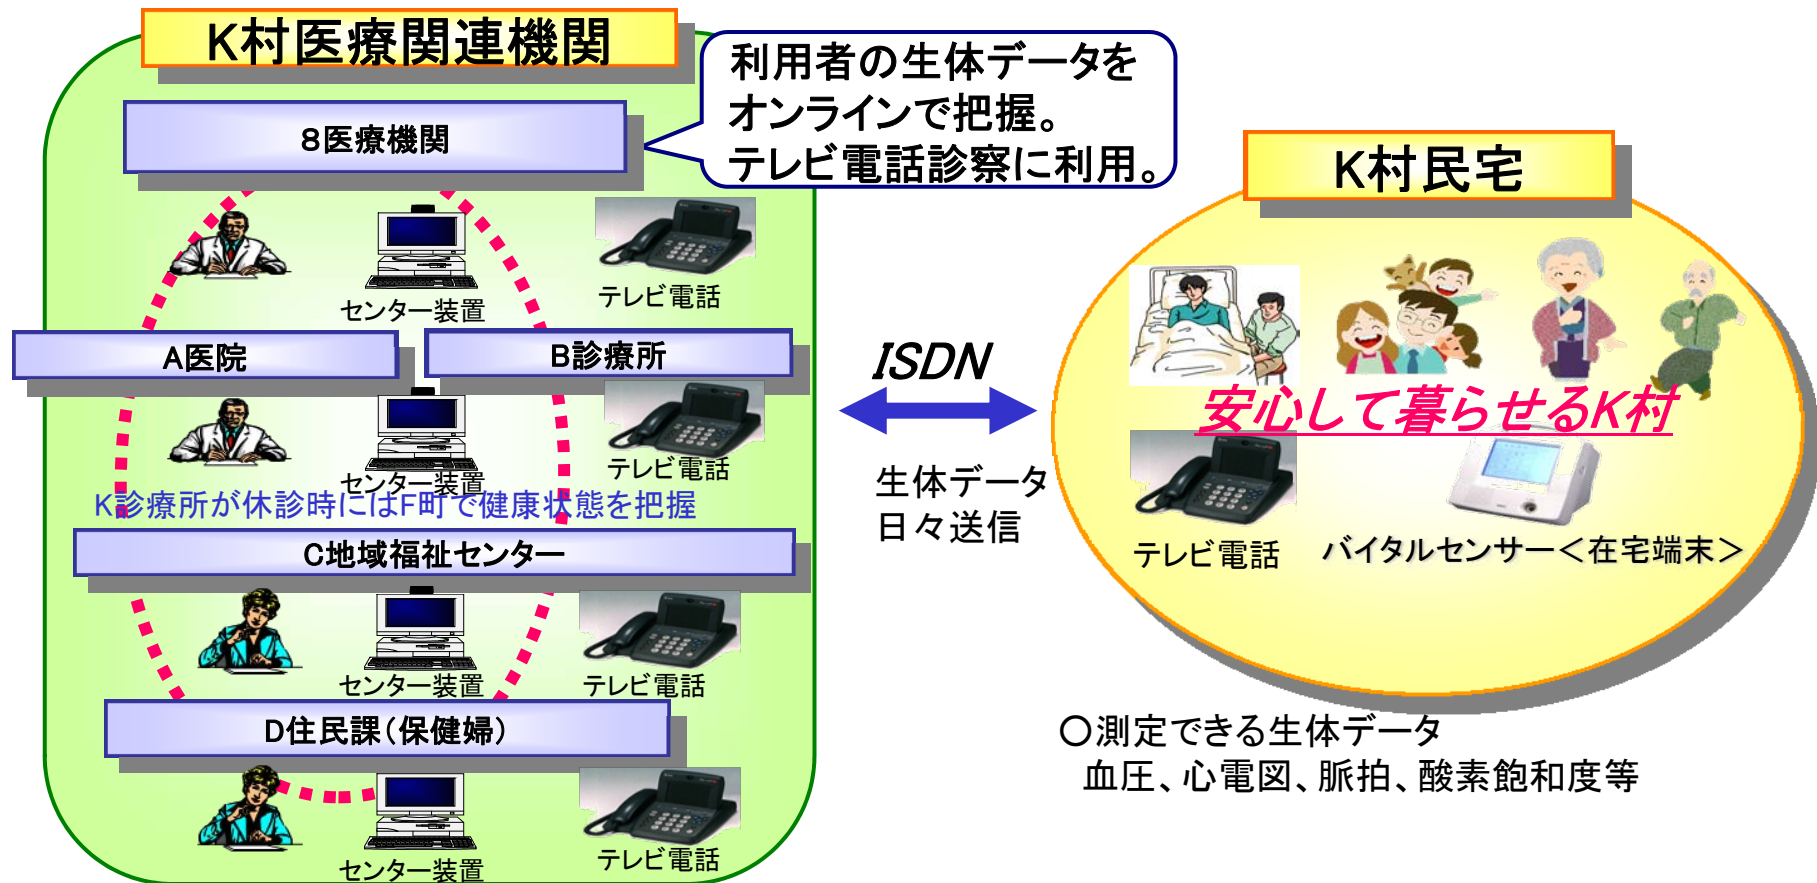 K村医療関連機関
利用者の生体データを
オンラインで把握。
テレビ電話診察に利用。
8医療機関
センター装置
テレビ電話
A医院
B診療所
センター装置
テレビ電話
K診療所が休診時にはF町で健康状態を把握
C地域福祉センター
センター装置
テレビ電話
D住民課(保健婦)
センター装置
テレビ電話
ISDN
生体データ
日々送信
K村民宅
安心して暮らせるK村
テレビ電話
バイタルセンサー＜在宅端末＞
○測定できる生体データ
血圧、心電図、脈拍、酸素飽和度等